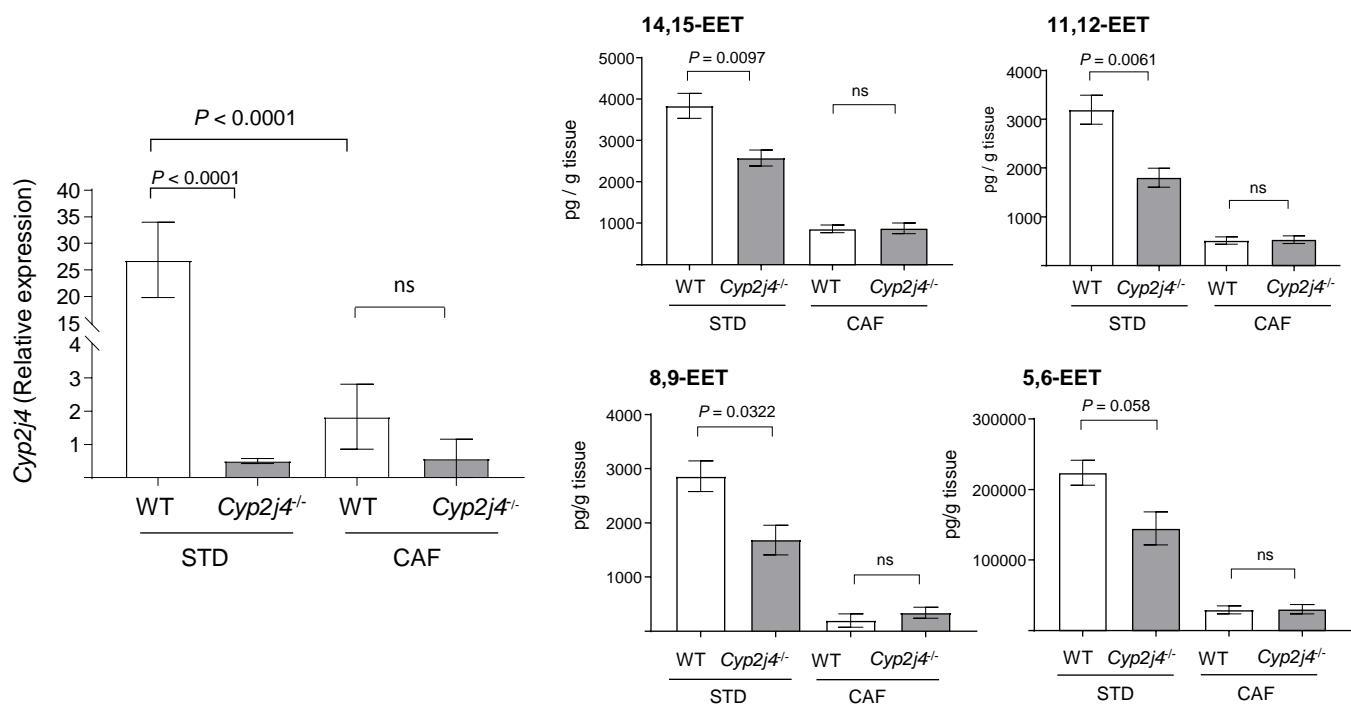 P < 0.0001
P < 0.0001
ns
Cyp2j4 (Relative expression)
40
35
30
25
20
15
4
3
2
1
WT
Cyp2j4-/-
WT
Cyp2j4-/-
STD
CAF
14,15-EET
P = 0.0097
ns
pg / g tissue
5000
4000
3000
2000
1000
WT
Cyp2j4-/-
WT
Cyp2j4-/-
STD
CAF
11,12-EET
P = 0.0061
ns
pg / g tissue
4000
3000
2000
1000
WT
Cyp2j4-/-
WT
Cyp2j4-/-
STD
CAF
8,9-EET
P = 0.0322
ns
pg/g tissue
4000
3000
2000
1000
WT
Cyp2j4-/-
WT
Cyp2j4-/-
STD
CAF
5,6-EET
P = 0.058
ns
pg/g tissue
300000
200000
100000
WT
Cyp2j4-/-
WT
Cyp2j4-/-
STD
CAF